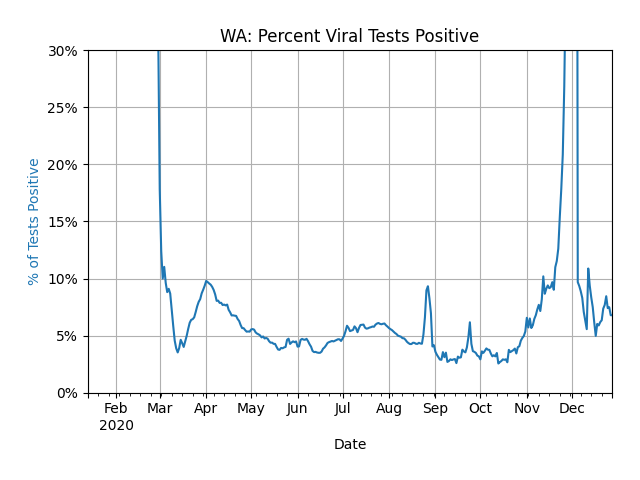 WA: Percent Viral Tests Positive
30%
25%
20%
15%
10%
5%
0%
% of Tests Positive
Feb Mar Apr May Jun Jul Aug Sep Oct Nov Dec
2020
Date